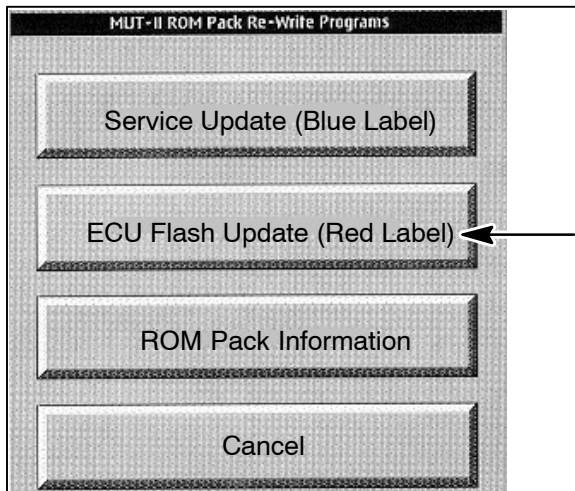 MUT-II ROM Pack Re-Write Programs
Service Update (Blue Label)
ECU Flash Update (Red Label)
ROM Pack Information
Cancel